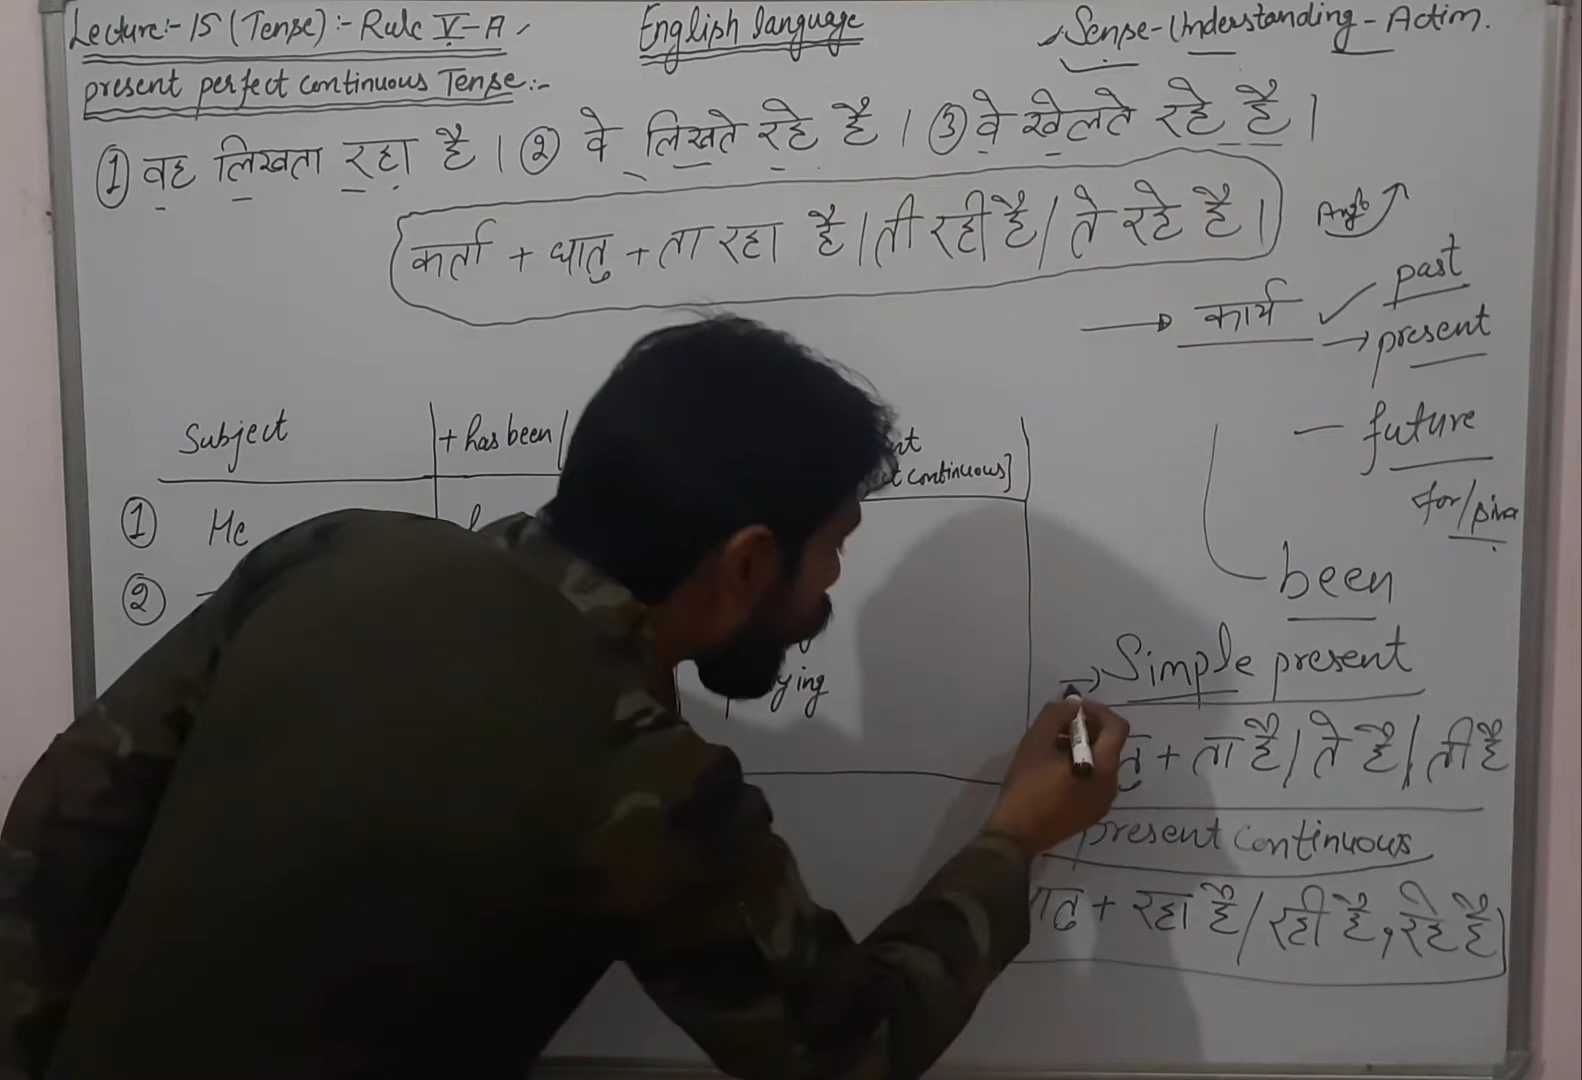 Lecture:- 15 (Tense):- Rule V-A
English language
Sense-Understanding-Action.
present perfect continuous Tense:-
① वह लिखता रहा है। ② वे लिखते रहे है। ③ वे खेलते रहे है।
कर्ता + धातु + ता रहा है। ती रही है/ ते रहे है।
→ कार्य ✓ past
→ present
— future
for/
been
Subject + has been/
ct continuous]
① He
②
ying
→ Simple present
तु + ता है/ ते है/ ती है
present continuous
ातु + रहा है/ रही है, रहे है